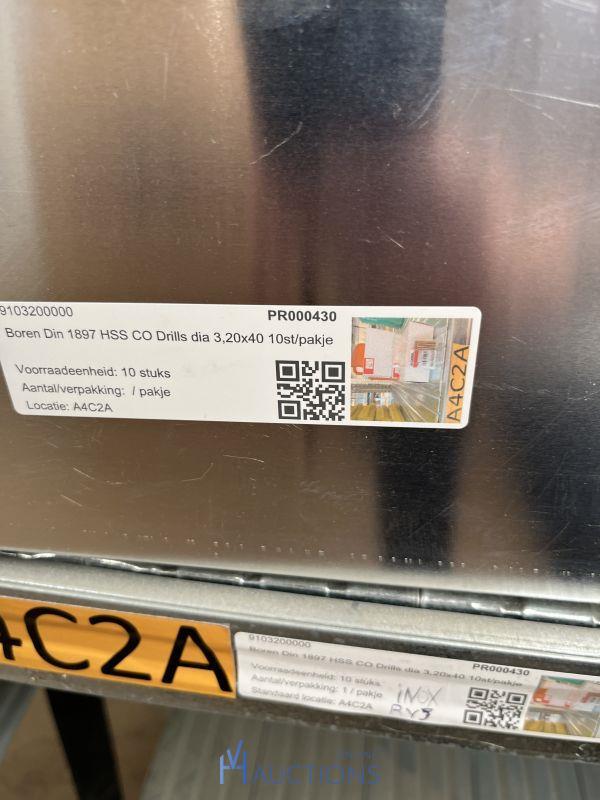 9103200000 PR000430
Boren Din 1897 HSS CO Drills dia 3,20x40 10st/pakje
Voorraadeenheid: 10 stuks
Aantal/verpakking: / pakje
Locatie: A4C2A
A4C2A
4C2A
9103200000 PR000430
Boren Din 1897 HSS CO Drills dia 3,20x40 10st/pakje
Voorraadeenheid: 10 stuks
Aantal/verpakking: 1 / pakje
Standaard locatie: A4C2A
INOX
AUCTIONS